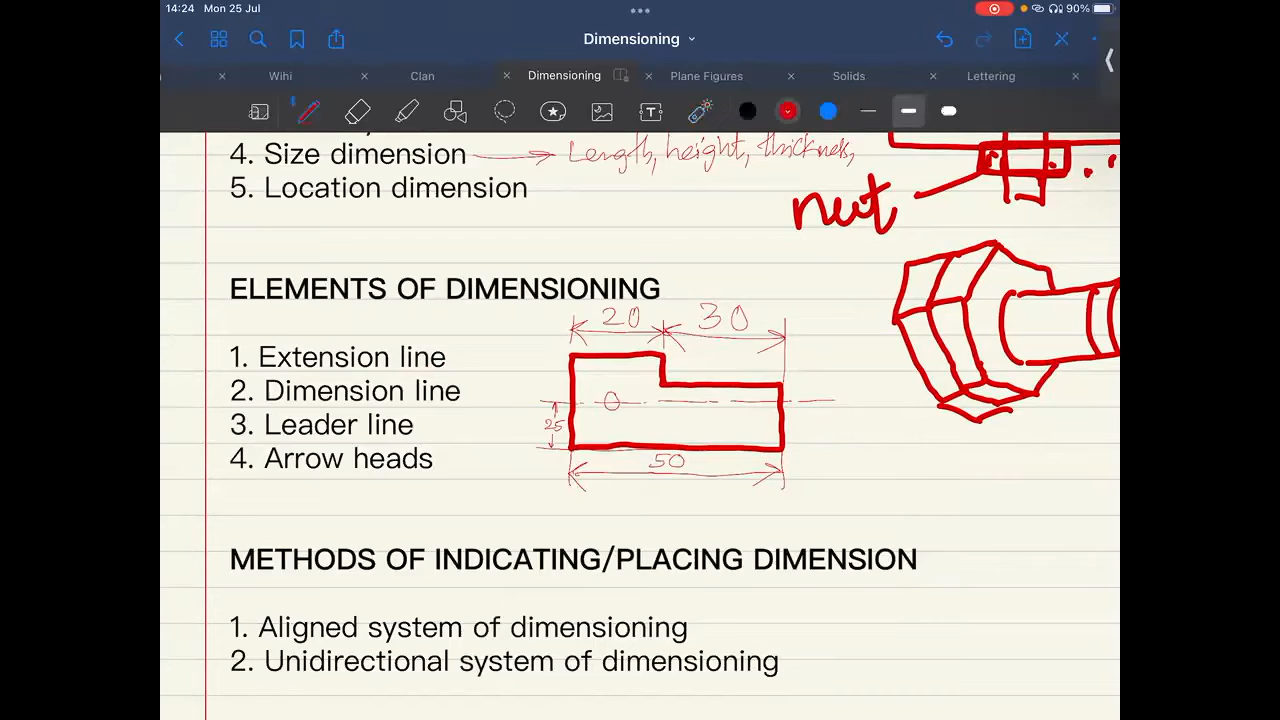 14:24 Mon 25 Jul
90%
Dimensioning
Wihi
Clan
Dimensioning
Plane Figures
Solids
Lettering
4. Size dimension Length, height, thickness,
5. Location dimension
nut
ELEMENTS OF DIMENSIONING
20 30
1. Extension line
2. Dimension line
3. Leader line
25
4. Arrow heads
50
METHODS OF INDICATING/PLACING DIMENSION
1. Aligned system of dimensioning
2. Unidirectional system of dimensioning